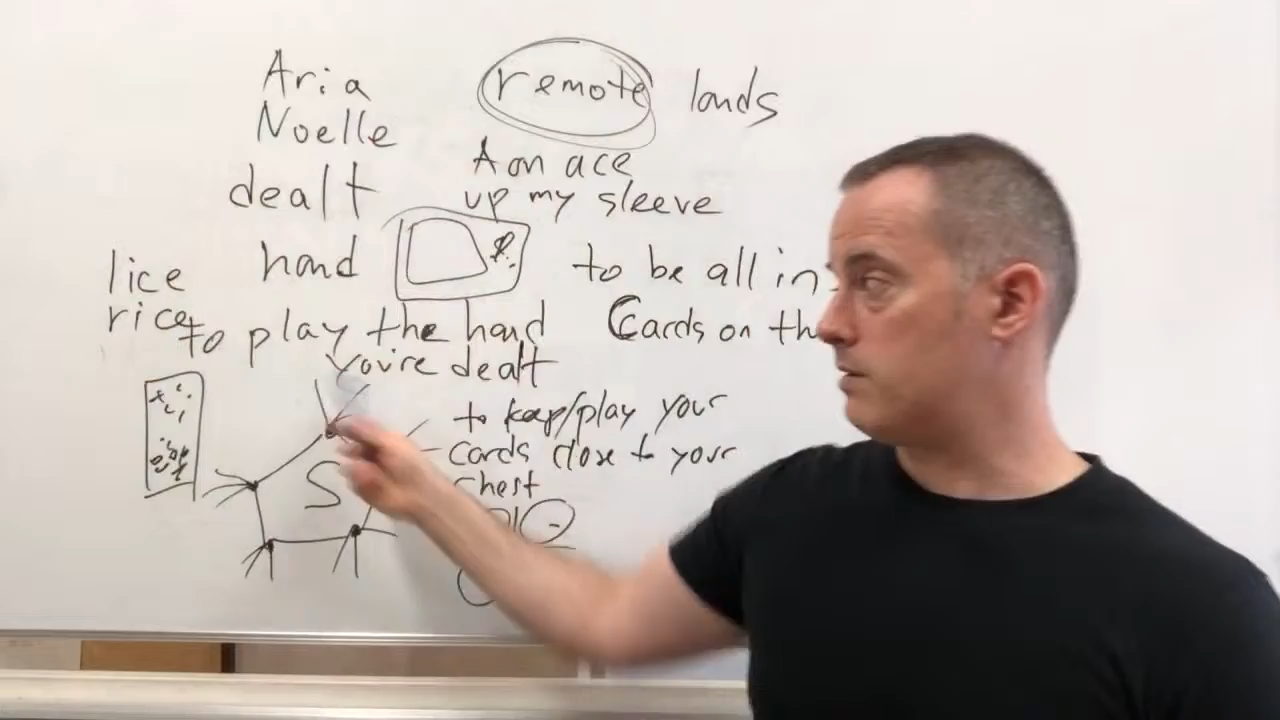 Aria
Noelle
dealt
hand
remote lands
A on ace
up my sleeve
to be all in
lice
rice
to play the hand
you're dealt
Cards on th
to keep/play your
cards close to your
chest
S